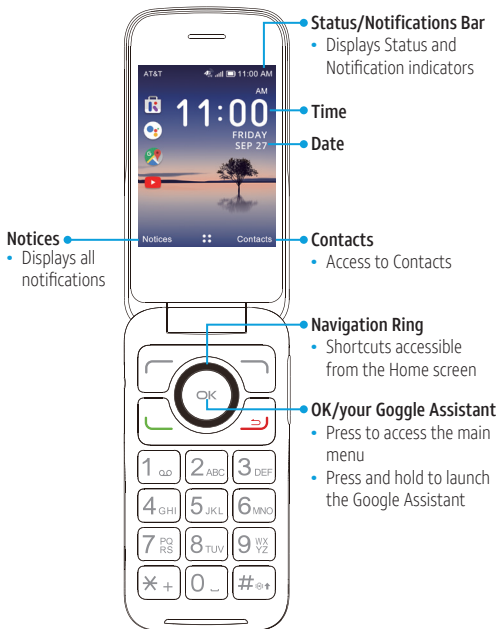 Status/Notifications Bar
• Displays Status and
Notification indicators
AT&T
11:00 AM
AM
11:00
FRIDAY
SEP 27
Time
Date
Notices
• Displays all
notifications
Notices
Contacts
Contacts
• Access to Contacts
Navigation Ring
• Shortcuts accessible
from the Home screen
OK
OK/your Goggle Assistant
• Press to access the main
menu
• Press and hold to launch
the Google Assistant
1 2 ABC 3 DEF
4 GHI 5 JKL 6 MNO
7 PQ RS 8 TUV 9 WX YZ
* + 0 #